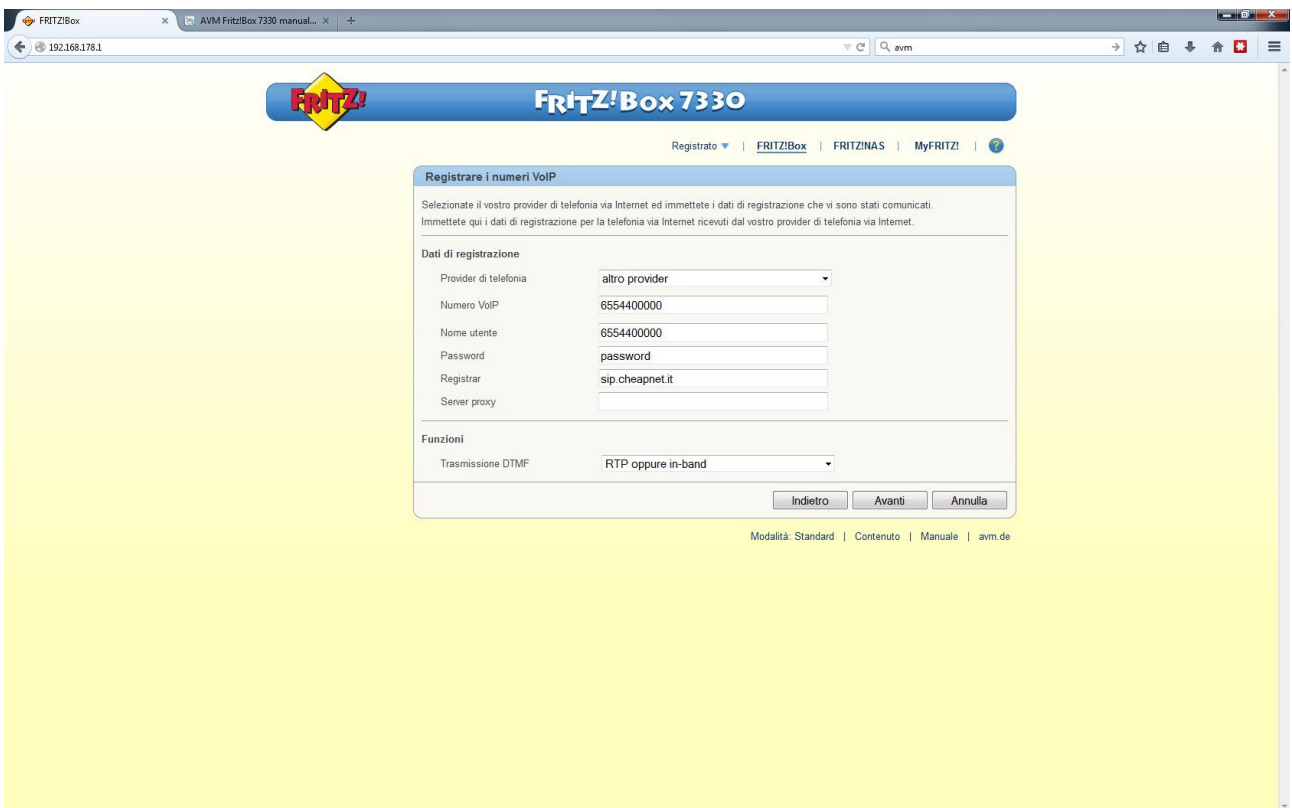 FRITZ!Box
AVM Fritz!Box 7330 manual...
192.168.178.1
avm
FRITZ!
FRITZ!Box 7330
Registrato | FRITZ!Box | FRITZ!NAS | MyFRITZ! | ?
Registrare i numeri VoIP
Selezionate il vostro provider di telefonia via Internet ed immettete i dati di registrazione che vi sono stati comunicati.
Immettete qui i dati di registrazione per la telefonia via Internet ricevuti dal vostro provider di telefonia via Internet.
Dati di registrazione
Provider di telefonia altro provider
Numero VoIP 6554400000
Nome utente 6554400000
Password password
Registrar sip.cheapnet.it
Server proxy
Funzioni
Trasmissione DTMF RTP oppure in-band
Indietro Avanti Annulla
Modalità: Standard | Contenuto | Manuale | avm.de